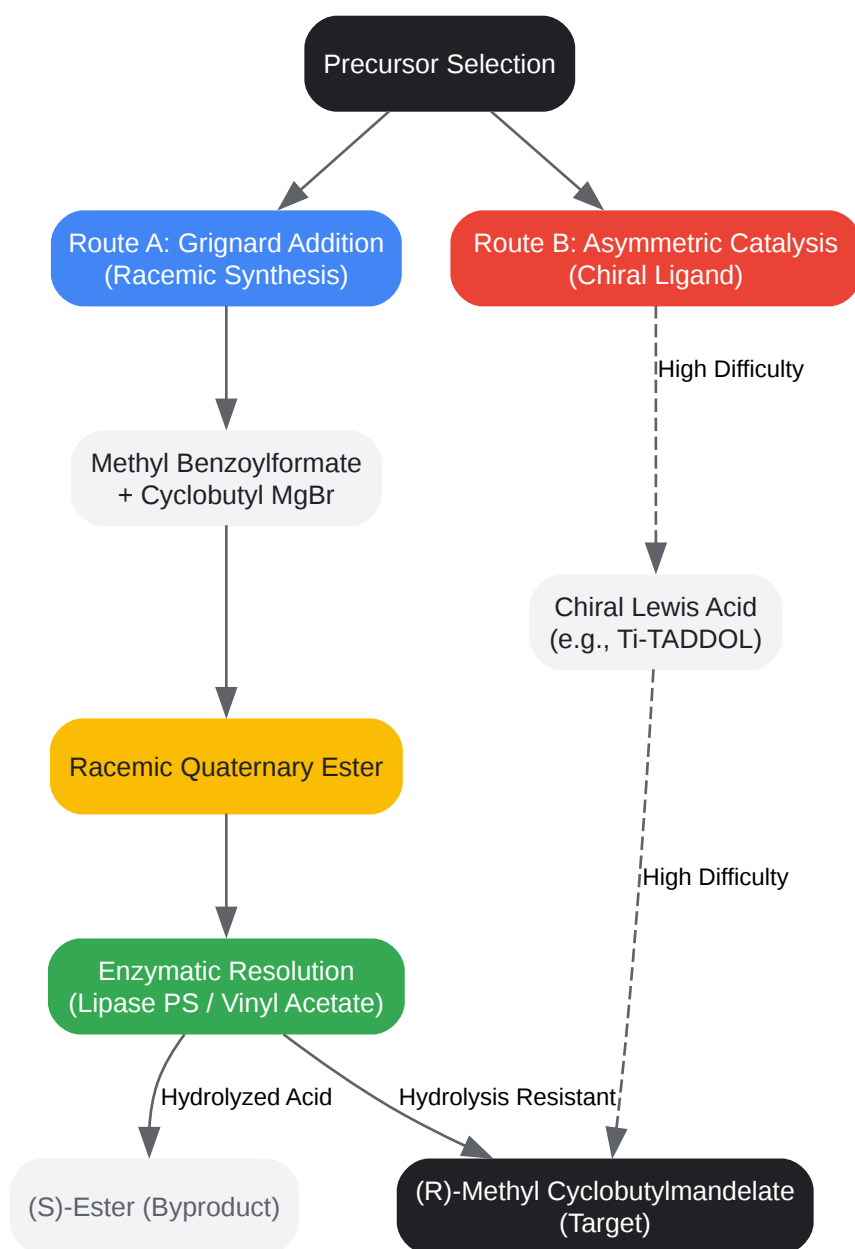 Precursor Selection
Route A: Grignard Addition
(Racemic Synthesis)
Route B: Asymmetric Catalysis
(Chiral Ligand)
High Difficulty
Methyl Benzoylformate
+ Cyclobutyl MgBr
Chiral Lewis Acid
(e.g., Ti-TADDOL)
Racemic Quaternary Ester
High Difficulty
Enzymatic Resolution
(Lipase PS / Vinyl Acetate)
Hydrolyzed Acid
Hydrolysis Resistant
(S)-Ester (Byproduct)
(R)-Methyl Cyclobutylmandelate
(Target)